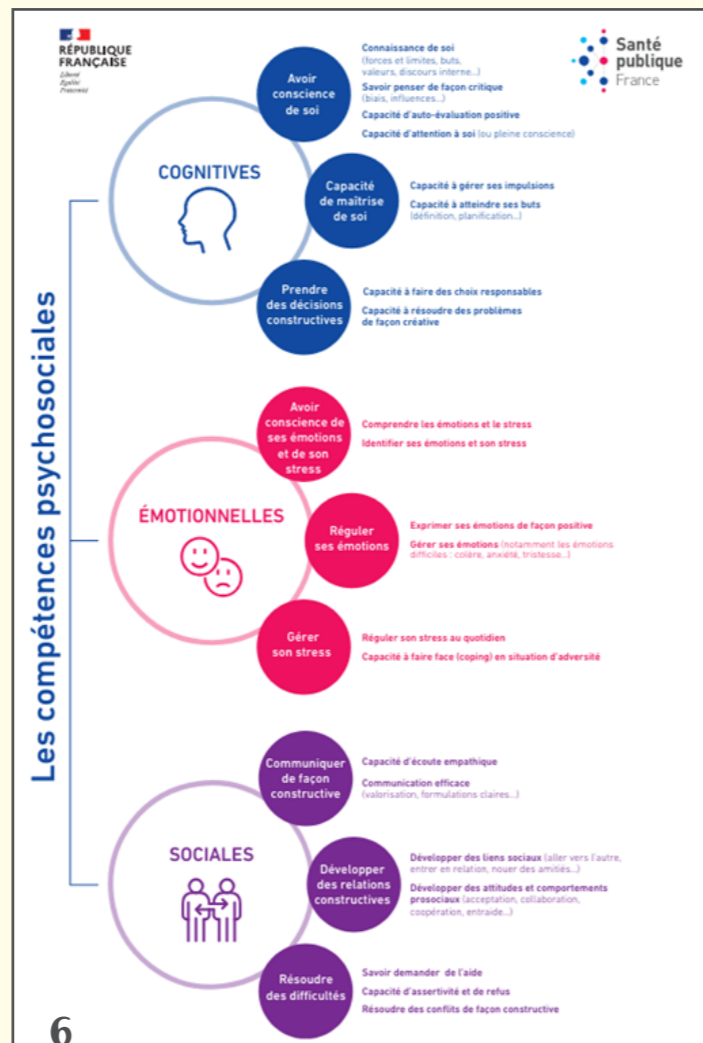 RÉPUBLIQUE
FRANÇAISE
Liberté
Égalité
Fraternité
Santé
publique
France
Les compétences psychosociales
COGNITIVES
Avoir
conscience
de soi
Connaissance de soi
(forces et limites, buts,
valeurs, discours interne...)
Savoir penser de façon critique
(biais, influences...)
Capacité d'auto-évaluation positive
Capacité d'attention à soi (ou pleine conscience)
Capacité
de maîtrise
de soi
Capacité à gérer ses impulsions
Capacité à atteindre ses buts
(définition, planification...)
Prendre
des décisions
constructives
Capacité à faire des choix responsables
Capacité à résoudre des problèmes
de façon créative
ÉMOTIONNELLES
Avoir
conscience de
ses émotions
et de son
stress
Comprendre les émotions et le stress
Identifier ses émotions et son stress
Réguler
ses émotions
Exprimer ses émotions de façon positive
Gérer ses émotions (notamment les émotions
difficiles : colère, anxiété, tristesse...)
Gérer
son stress
Réguler son stress au quotidien
Capacité à faire face (coping) en situation d'adversité
SOCIALES
Communiquer
de façon
constructive
Capacité d'écoute empathique
Communication efficace
(valorisation, formulations claires...)
Développer
des relations
constructives
Développer des liens sociaux (aller vers l'autre,
entrer en relation, nouer des amitiés...)
Développer des attitudes et comportements
prosociaux (acceptation, collaboration,
coopération, entraide...)
Résoudre
des difficultés
Savoir demander de l'aide
Capacité d'assertivité et de refus
Résoudre des conflits de façon constructive
6